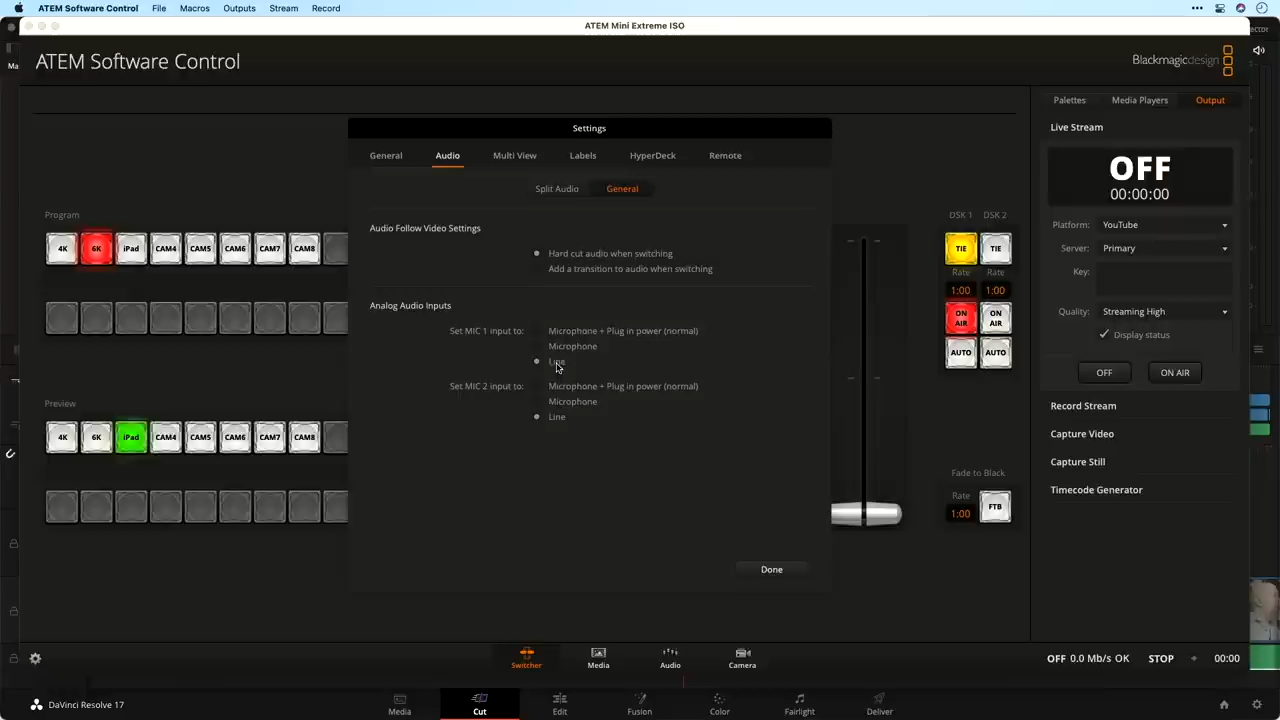 ATEM Software Control File Macros Outputs Stream Record
ATEM Mini Extreme ISO
ATEM Software Control
Blackmagicdesign
Palettes Media Players Output
Settings
Live Stream
General Audio Multi View Labels HyperDeck Remote
OFF
00:00:00
Split Audio General
Program
DSK 1 DSK 2
Platform: YouTube
Audio Follow Video Settings
4K 6K iPad CAM4 CAM5 CAM6 CAM7 CAM8
TIE TIE
Server: Primary
Hard cut audio when switching
Add a transition to audio when switching
Rate Rate
Key:
1:00 1:00
Analog Audio Inputs
Quality: Streaming High
ON AIR ON AIR
Set MIC 1 input to: Microphone + Plug in power (normal)
Display status
Microphone
Line
AUTO AUTO
OFF ON AIR
Set MIC 2 input to: Microphone + Plug in power (normal)
Microphone
Line
Preview
Record Stream
4K 6K iPad CAM4 CAM5 CAM6 CAM7 CAM8
Capture Video
Capture Still
Fade to Black
Timecode Generator
Rate
1:00
FTB
Done
Switcher Media Audio Camera
OFF 0.0 Mb/s OK STOP 00:00
DaVinci Resolve 17
Media Cut Edit Fusion Color Fairlight Deliver